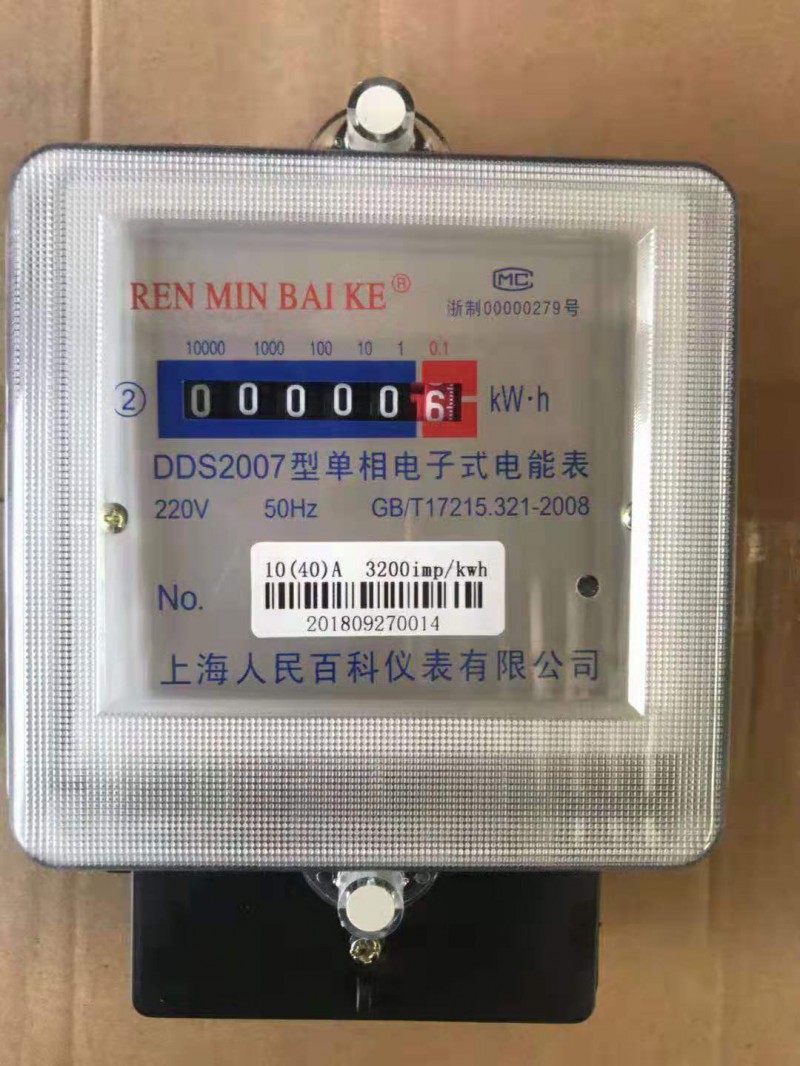 REN MIN BAI KE®
MC
浙制00000279号
10000 1000 100 10 1 0.1
② 0 0 0 0 0 6 kW·h
DDS2007型单相电子式电能表
220V 50Hz GB/T17215.321-2008
10(40)A 3200imp/kwh
No.
201809270014
上海人民百科仪表有限公司